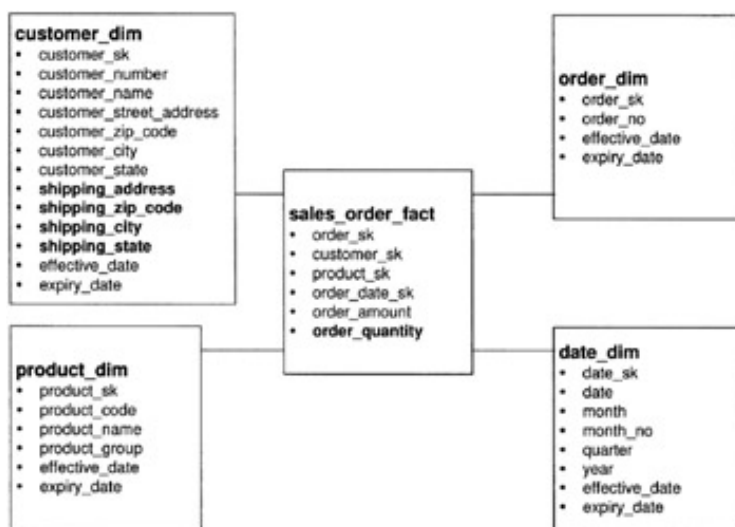 customer_dim
• customer_sk
• customer_number
• customer_name
• customer_street_address
• customer_zip_code
• customer_city
• customer_state
• shipping_address
• shipping_zip_code
• shipping_city
• shipping_state
• effective_date
• expiry_date
order_dim
• order_sk
• order_no
• effective_date
• expiry_date
sales_order_fact
• order_sk
• customer_sk
• product_sk
• order_date_sk
• order_amount
• order_quantity
product_dim
• product_sk
• product_code
• product_name
• product_group
• effective_date
• expiry_date
date_dim
• date_sk
• date
• month
• month_no
• quarter
• year
• effective_date
• expiry_date